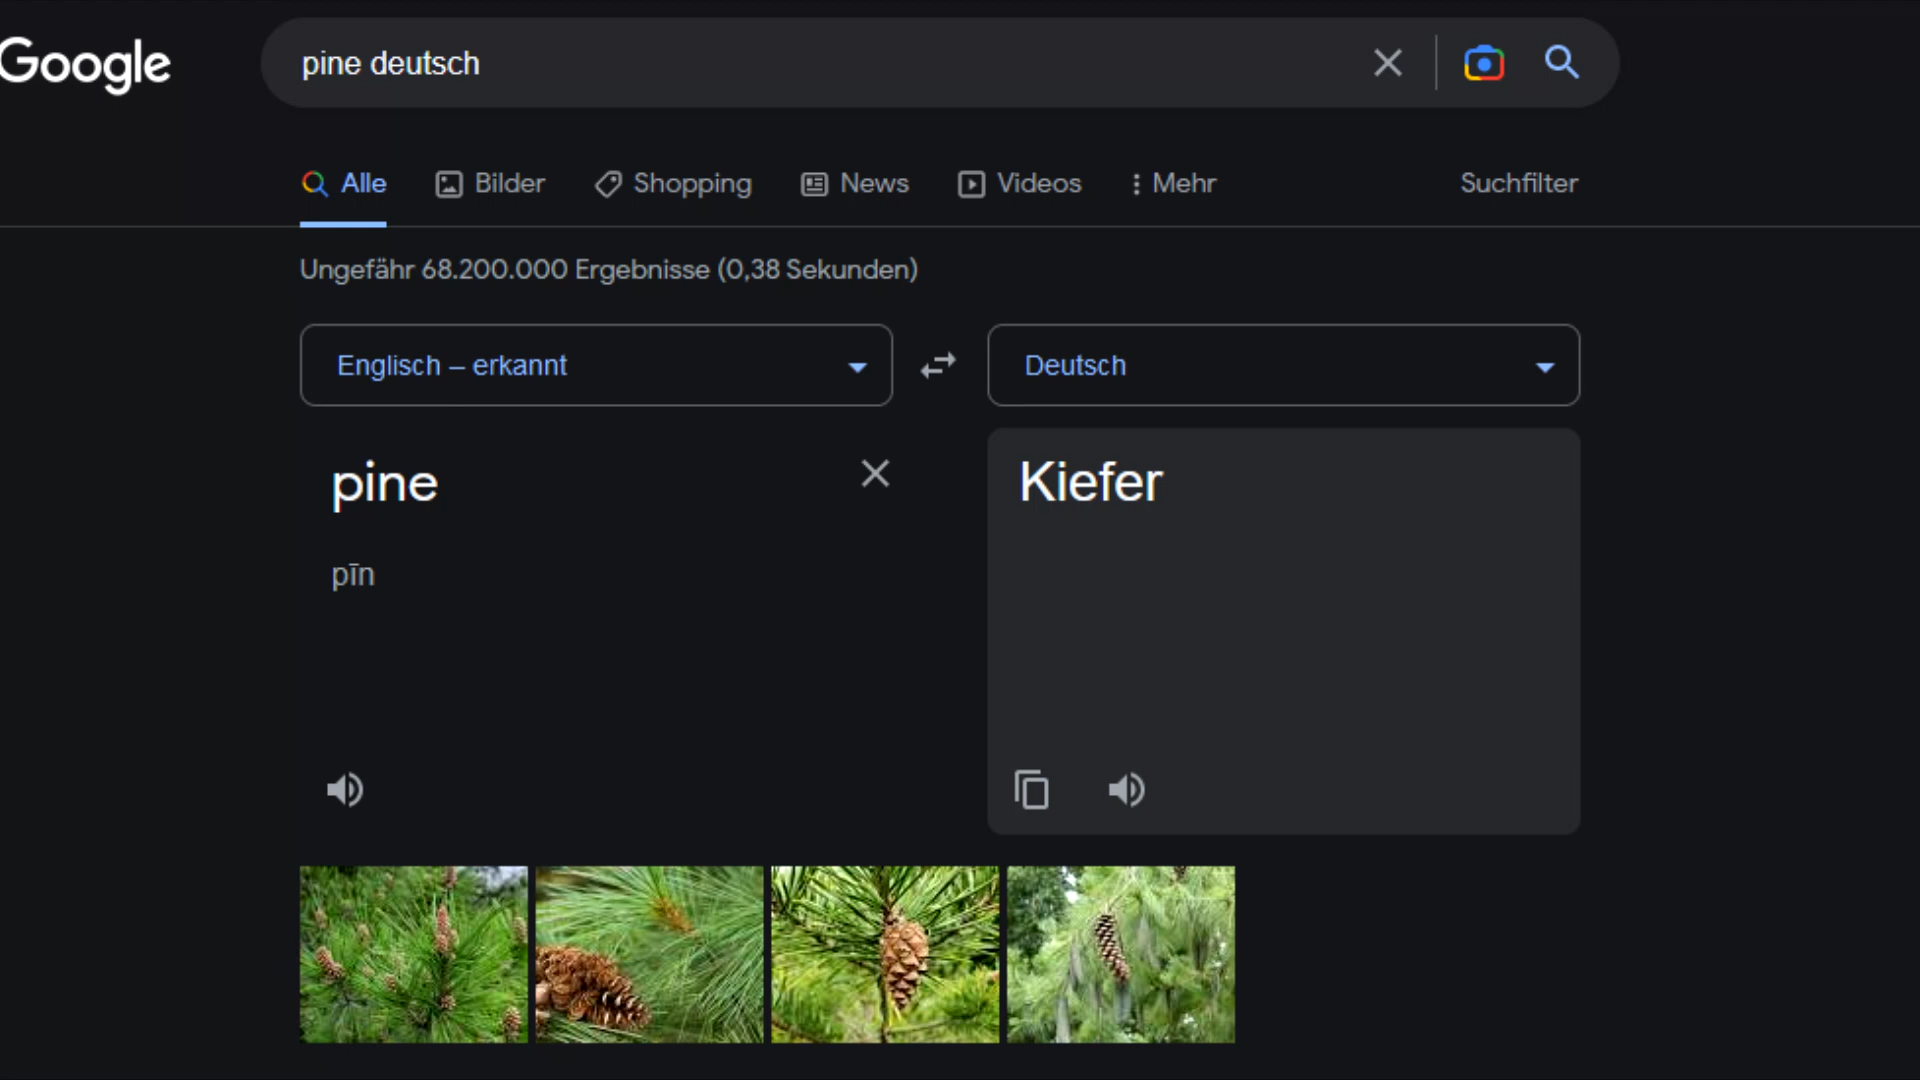 Google
pine deutsch
Alle Bilder Shopping News Videos Mehr Suchfilter
Ungefähr 68.200.000 Ergebnisse (0,38 Sekunden)
Englisch – erkannt Deutsch
pine Kiefer
pīn